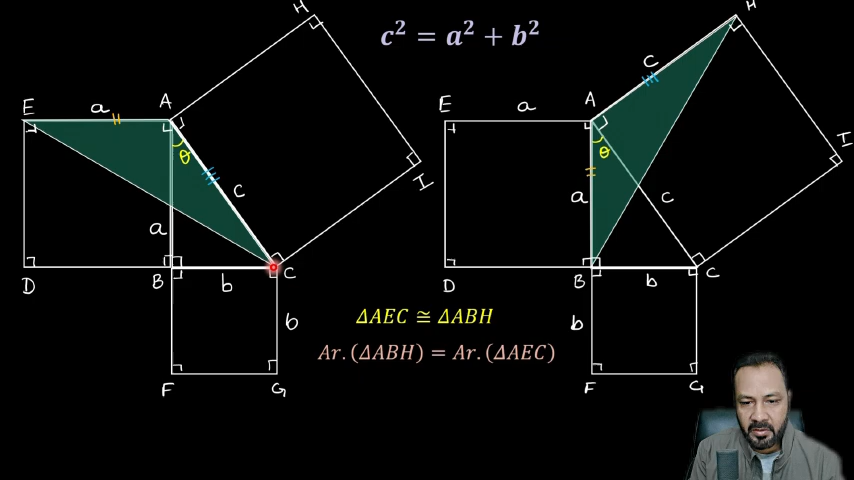 c² = a² + b²
H
E a A
θ
c
a
I
D B b C
b
F G
H
c
E a A
θ
a c
I
D B b C
b
F G
ΔAEC ≅ ΔABH
Ar.(ΔABH) = Ar.(ΔAEC)